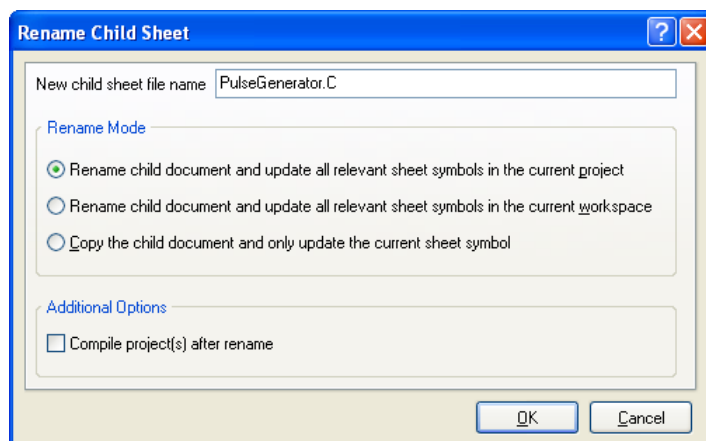 Rename Child Sheet
New child sheet file name PulseGenerator.C
Rename Mode
Rename child document and update all relevant sheet symbols in the current project
Rename child document and update all relevant sheet symbols in the current workspace
Copy the child document and only update the current sheet symbol
Additional Options
Compile project(s) after rename
OK Cancel